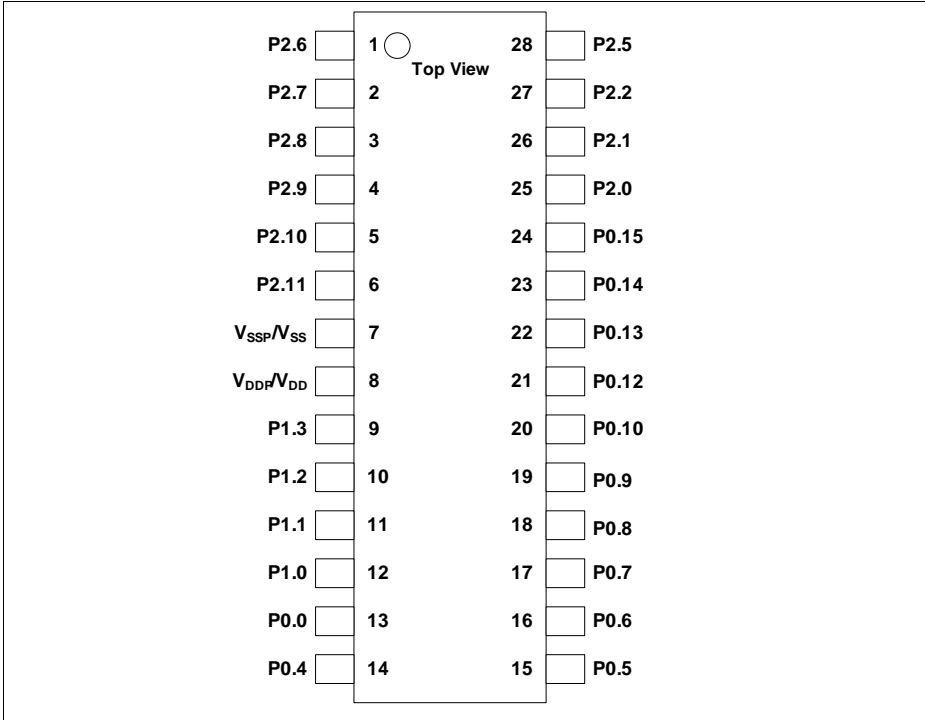 P2.6 1 28 P2.5
Top View
P2.7 2 27 P2.2
P2.8 3 26 P2.1
P2.9 4 25 P2.0
P2.10 5 24 P0.15
P2.11 6 23 P0.14
VSSP/VSS 7 22 P0.13
VDDP/VDD 8 21 P0.12
P1.3 9 20 P0.10
P1.2 10 19 P0.9
P1.1 11 18 P0.8
P1.0 12 17 P0.7
P0.0 13 16 P0.6
P0.4 14 15 P0.5